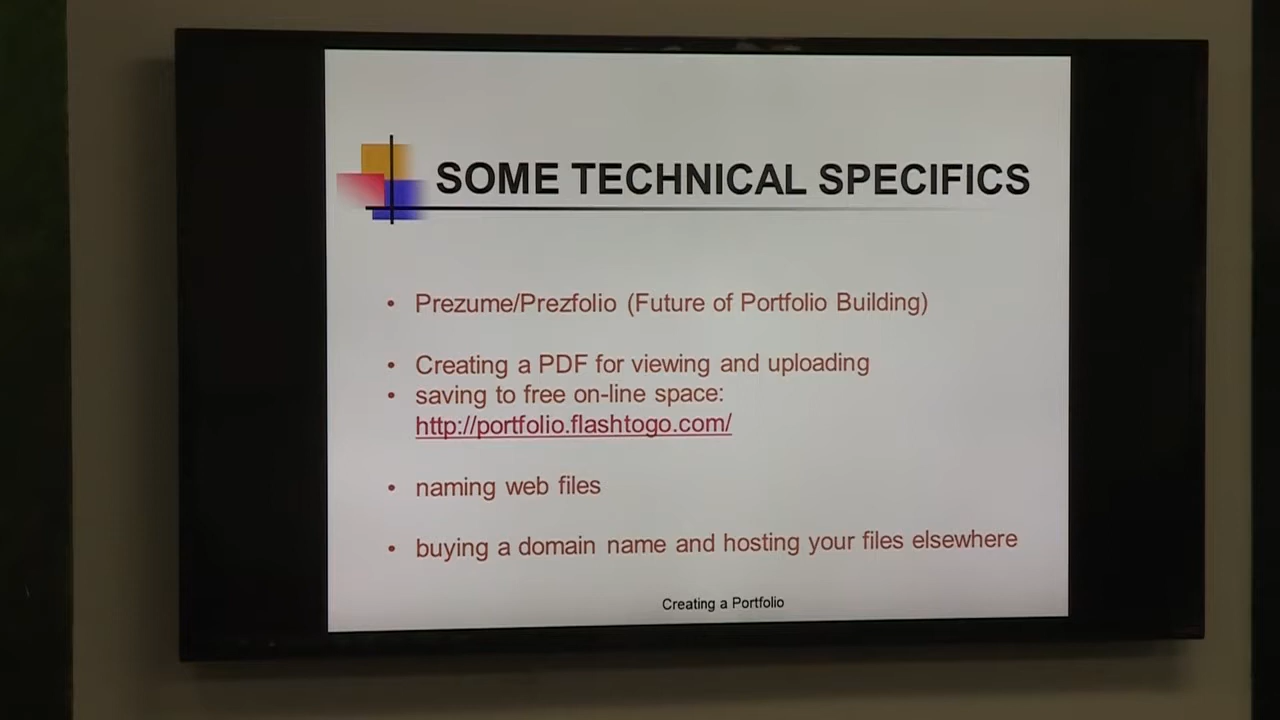 SOME TECHNICAL SPECIFICS
• Prezume/Prezfolio (Future of Portfolio Building)
• Creating a PDF for viewing and uploading
• saving to free on-line space:
http://portfolio.flashtogo.com/
• naming web files
• buying a domain name and hosting your files elsewhere
Creating a Portfolio